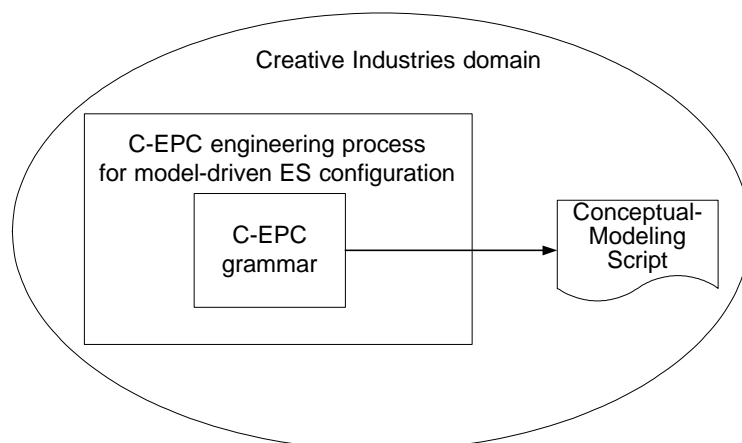 Creative Industries domain
C-EPC engineering process
for model-driven ES configuration
C-EPC
grammar
Conceptual-
Modeling
Script